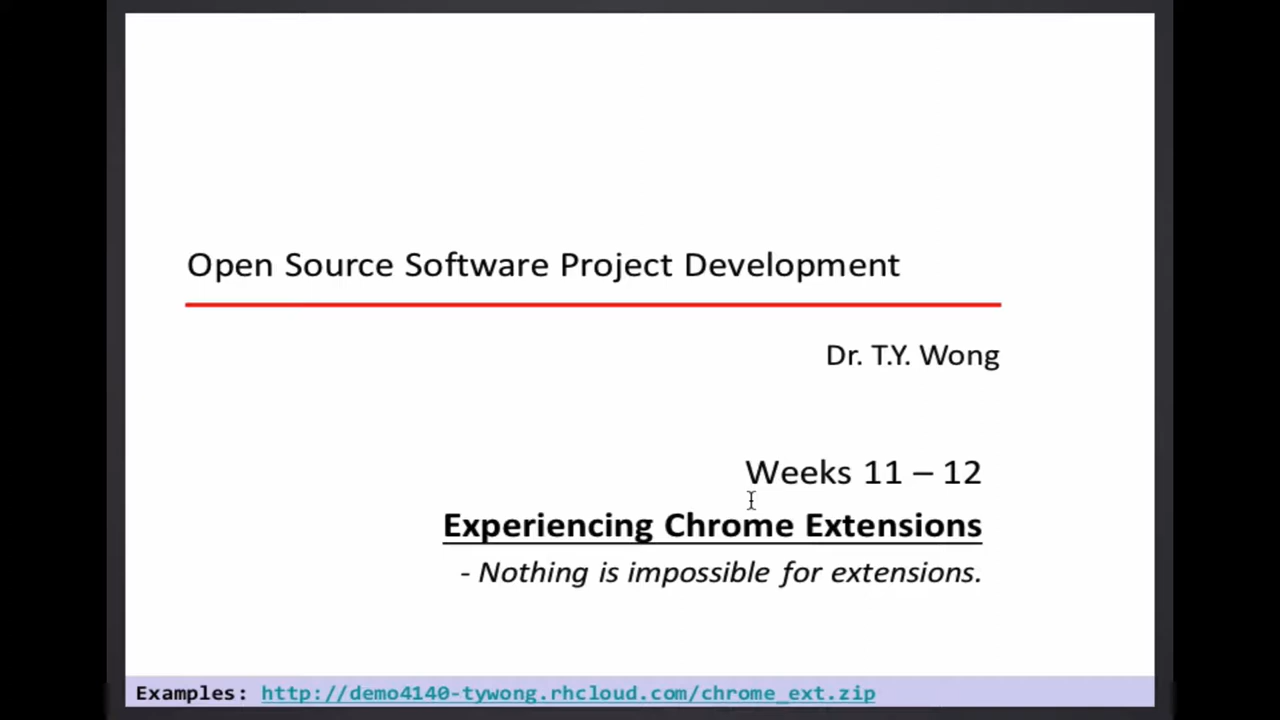 Open Source Software Project Development
Dr. T.Y. Wong
Weeks 11 – 12
Experiencing Chrome Extensions
- Nothing is impossible for extensions.
Examples: http://demo4140-tywong.rhcloud.com/chrome_ext.zip